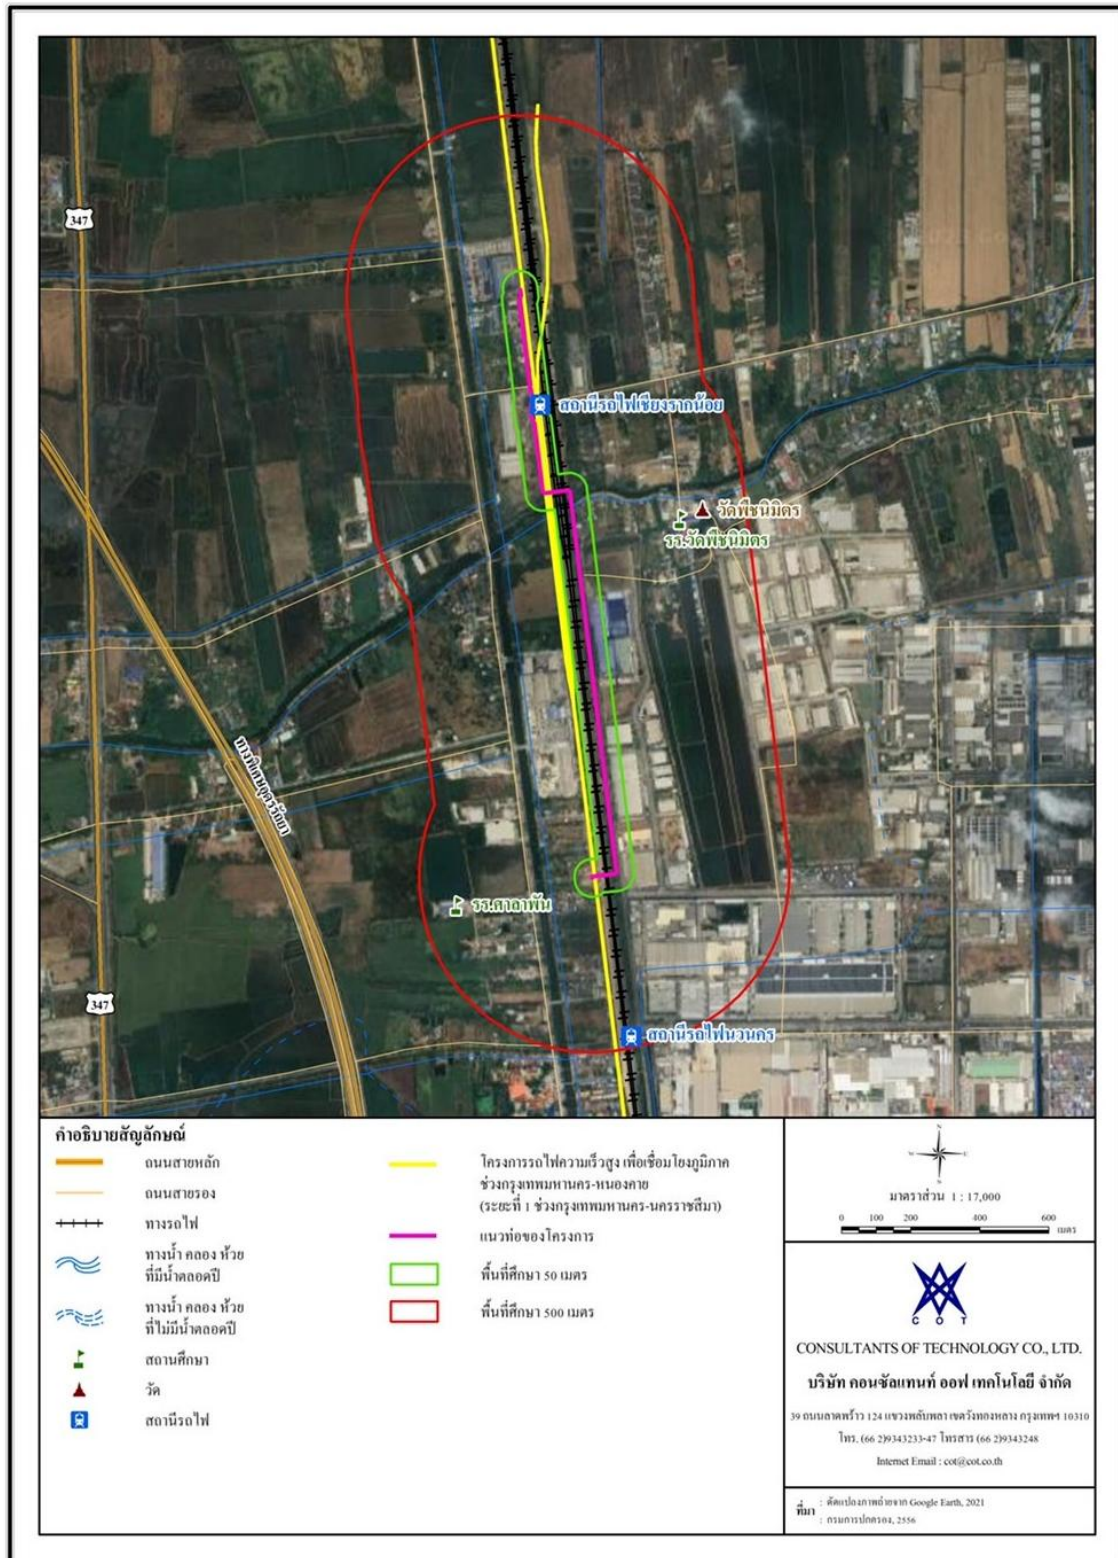 347
สถานีรถไฟเชียงรากน้อย
วัดพืชนิมิตร
รร.วัดพืชนิมิตร
ทางพิเศษอุดรรัถยา
รร.ศาลาพัน
347
สถานีรถไฟนวนคร
คำอธิบายสัญลักษณ์
ถนนสายหลัก
ถนนสายรอง
ทางรถไฟ
ทางน้ำ คลอง ห้วย
ที่มีน้ำตลอดปี
ทางน้ำ คลอง ห้วย
ที่ไม่มีน้ำตลอดปี
สถานศึกษา
วัด
สถานีรถไฟ
โครงการรถไฟความเร็วสูง เพื่อเชื่อมโยงภูมิภาค
ช่วงกรุงเทพมหานคร-หนองคาย
(ระยะที่ 1 ช่วงกรุงเทพมหานคร-นครราชสีมา)
แนวท่อของโครงการ
พื้นที่ศึกษา 50 เมตร
พื้นที่ศึกษา 500 เมตร
N
W E
S
มาตราส่วน 1 : 17,000
0 100 200 400 600
เมตร
C O T
CONSULTANTS OF TECHNOLOGY CO., LTD.
บริษัท คอนซัลแทนท์ ออฟ เทคโนโลยี จำกัด
39 ถนนลาดพร้าว 124 แขวงพลับพลา เขตวังทองหลาง กรุงเทพฯ 10310
โทร. (66 2)9343233-47 โทรสาร (66 2)9343248
Internet Email : cot@cot.co.th
ที่มา : ดัดแปลงภาพถ่ายจาก Google Earth, 2021
: กรมการปกครอง, 2556